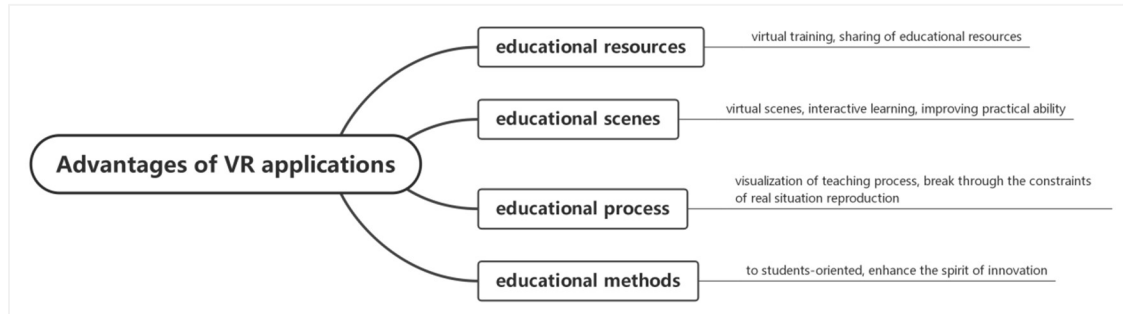 educational resources
virtual training, sharing of educational resources
educational scenes
virtual scenes, interactive learning, improving practical ability
Advantages of VR applications
educational process
visualization of teaching process, break through the constraints
of real situation reproduction
educational methods
to students-oriented, enhance the spirit of innovation